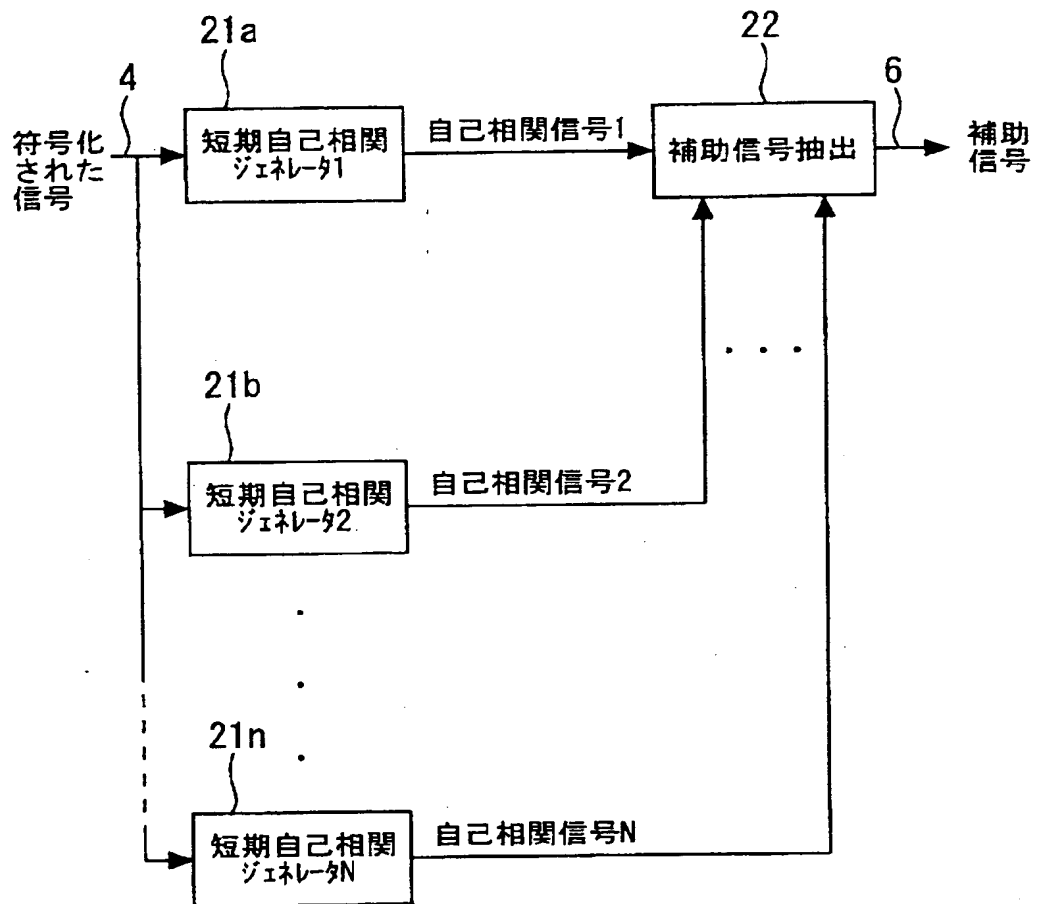 21a
22
4
6
符号化
された
信号
短期自己相関
ジェネレータ1
自己相関信号1
補助信号抽出
補助
信号
21b
短期自己相関
ジェネレータ2
自己相関信号2
21n
短期自己相関
ジェネレータN
自己相関信号N